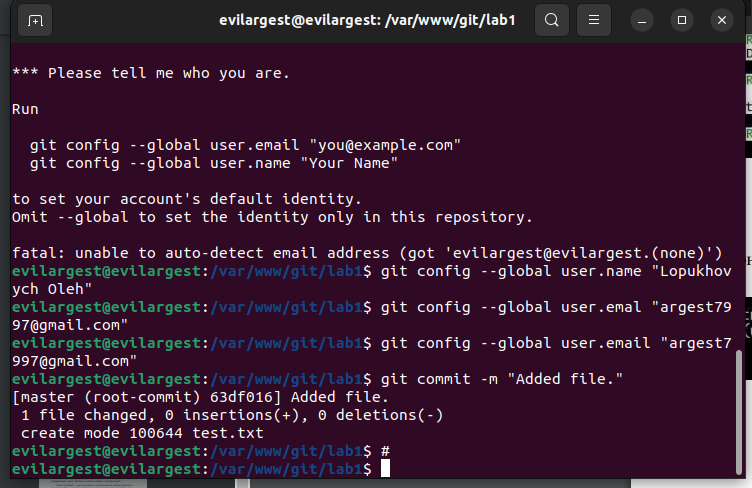 evilargest@evilargest: /var/www/git/lab1
*** Please tell me who you are.
Run
git config --global user.email "you@example.com"
git config --global user.name "Your Name"
to set your account's default identity.
Omit --global to set the identity only in this repository.
fatal: unable to auto-detect email address (got 'evilargest@evilargest.(none)')
evilargest@evilargest:/var/www/git/lab1$ git config --global user.name "Lopukhov
ych Oleh"
evilargest@evilargest:/var/www/git/lab1$ git config --global user.emal "argest79
97@gmail.com"
evilargest@evilargest:/var/www/git/lab1$ git config --global user.email "argest7
997@gmail.com"
evilargest@evilargest:/var/www/git/lab1$ git commit -m "Added file."
[master (root-commit) 63df016] Added file.
1 file changed, 0 insertions(+), 0 deletions(-)
create mode 100644 test.txt
evilargest@evilargest:/var/www/git/lab1$ #
evilargest@evilargest:/var/www/git/lab1$